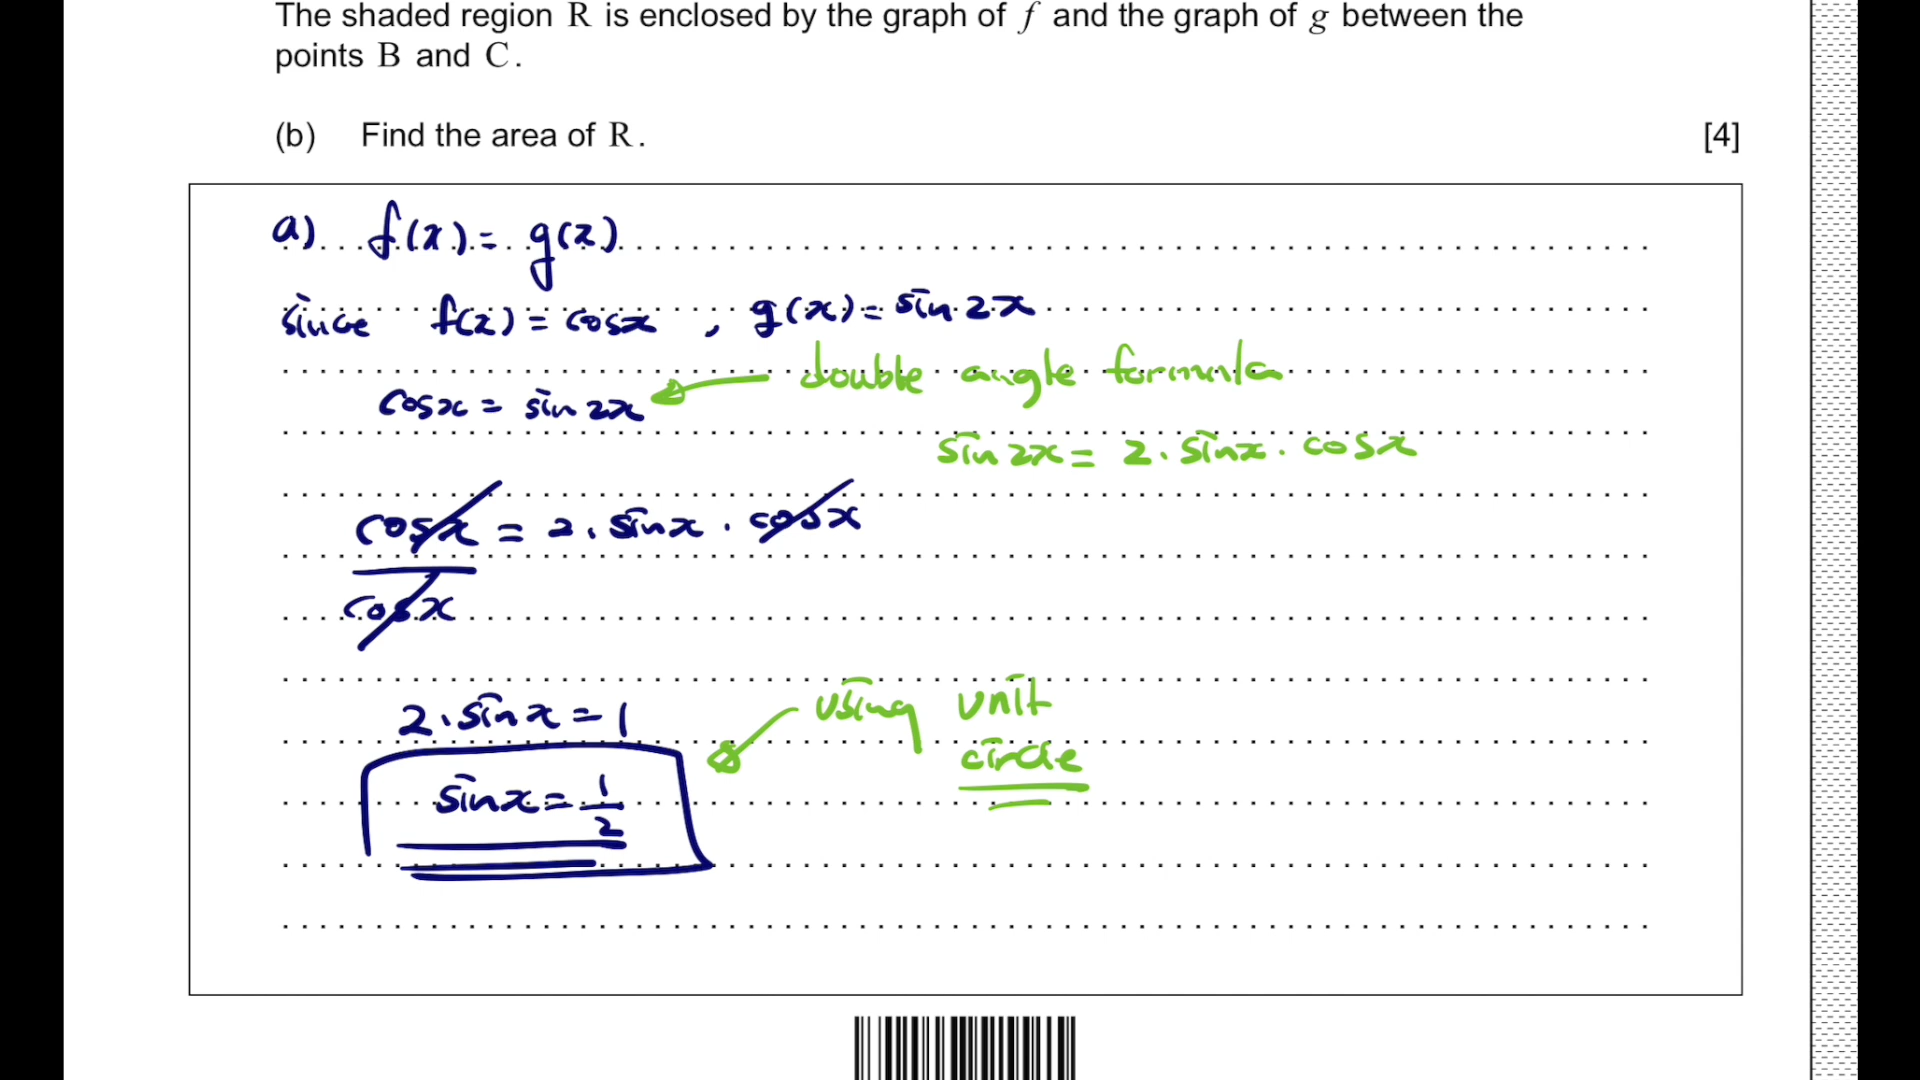 The shaded region R is enclosed by the graph of f and the graph of g between the
points B and C.
(b) Find the area of R. [4]
a) f(x) = g(x)
since f(x) = cosx , g(x) = sin 2x
double angle formula
cosx = sin 2x
sin 2x = 2. sinx . cosx
cosx = 2. sinx . cosx
cosx
2. sinx = 1
using unit
circle
sinx = 1/2